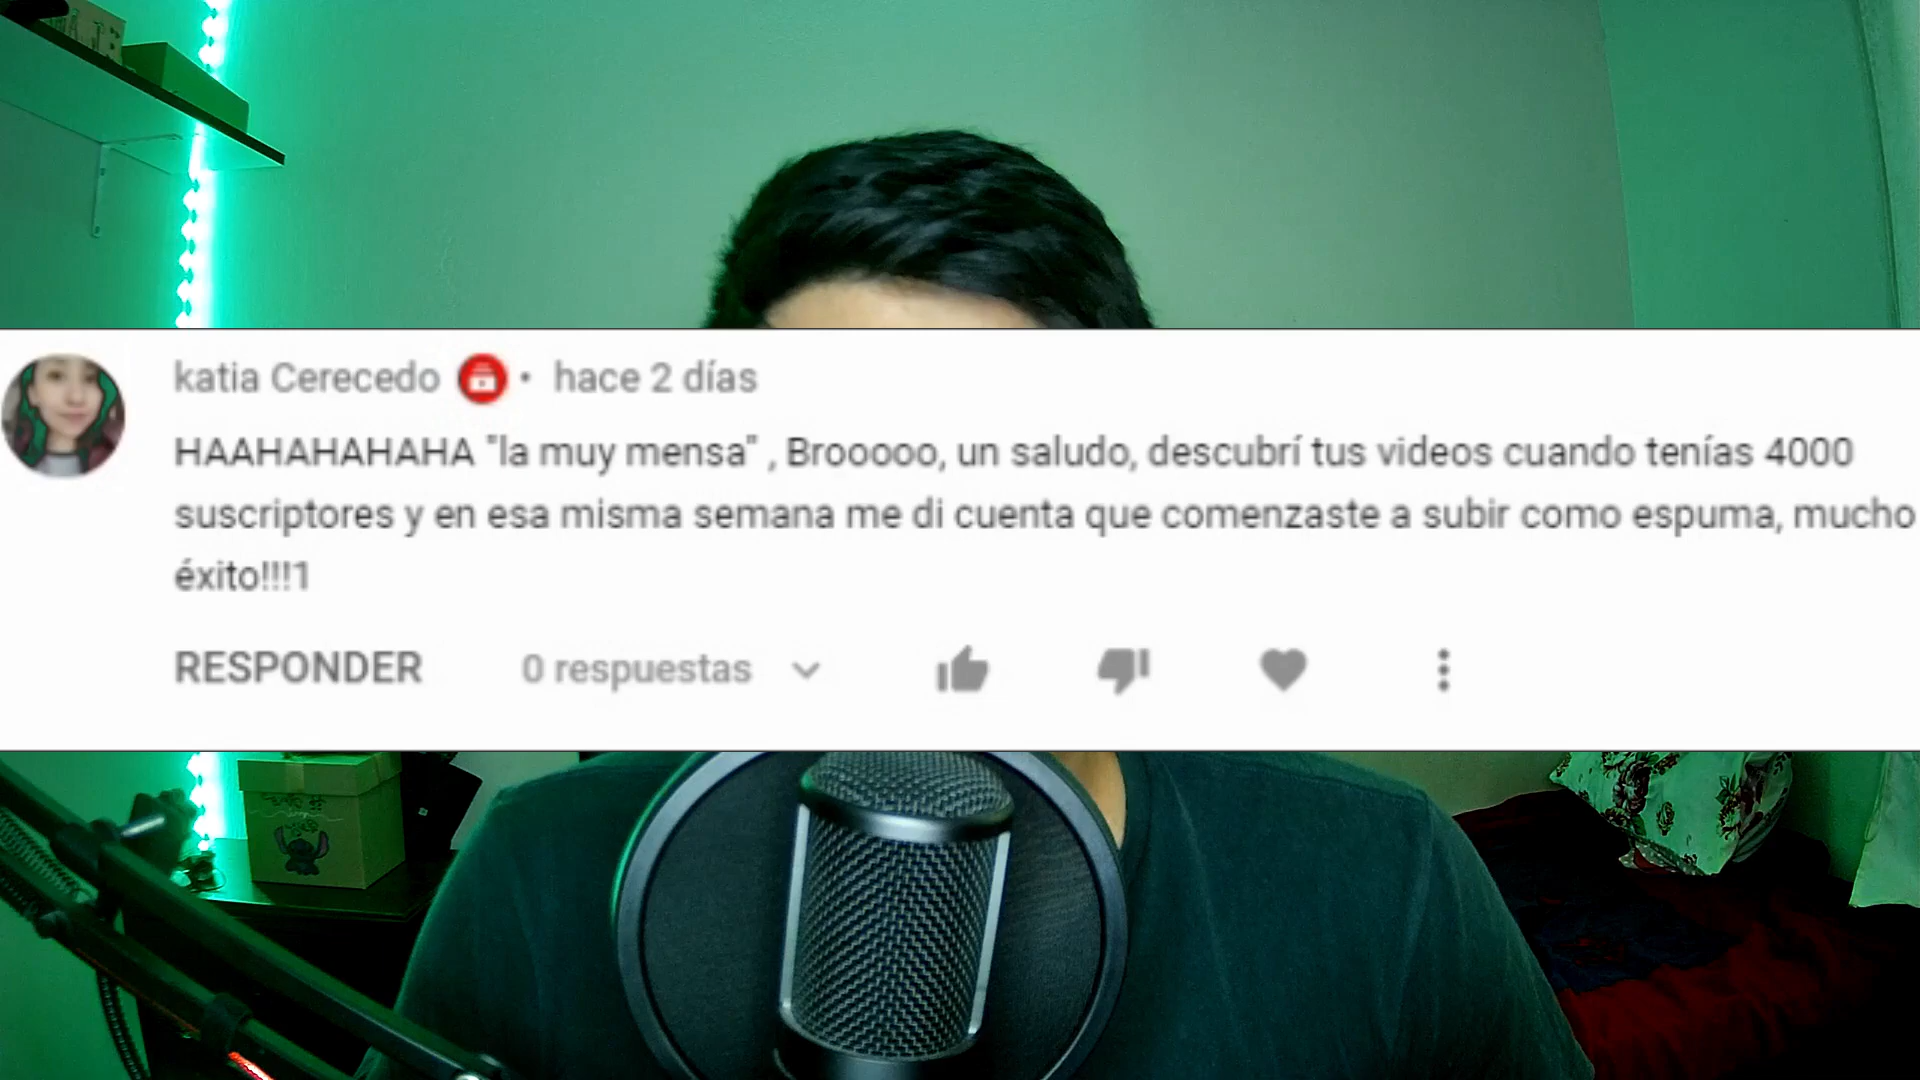 katia Cerecedo • hace 2 días
HAAHAHAHAHA "la muy mensa" , Brooooo, un saludo, descubrí tus videos cuando tenías 4000
suscriptores y en esa misma semana me di cuenta que comenzaste a subir como espuma, mucho
éxito!!!1
RESPONDER 0 respuestas